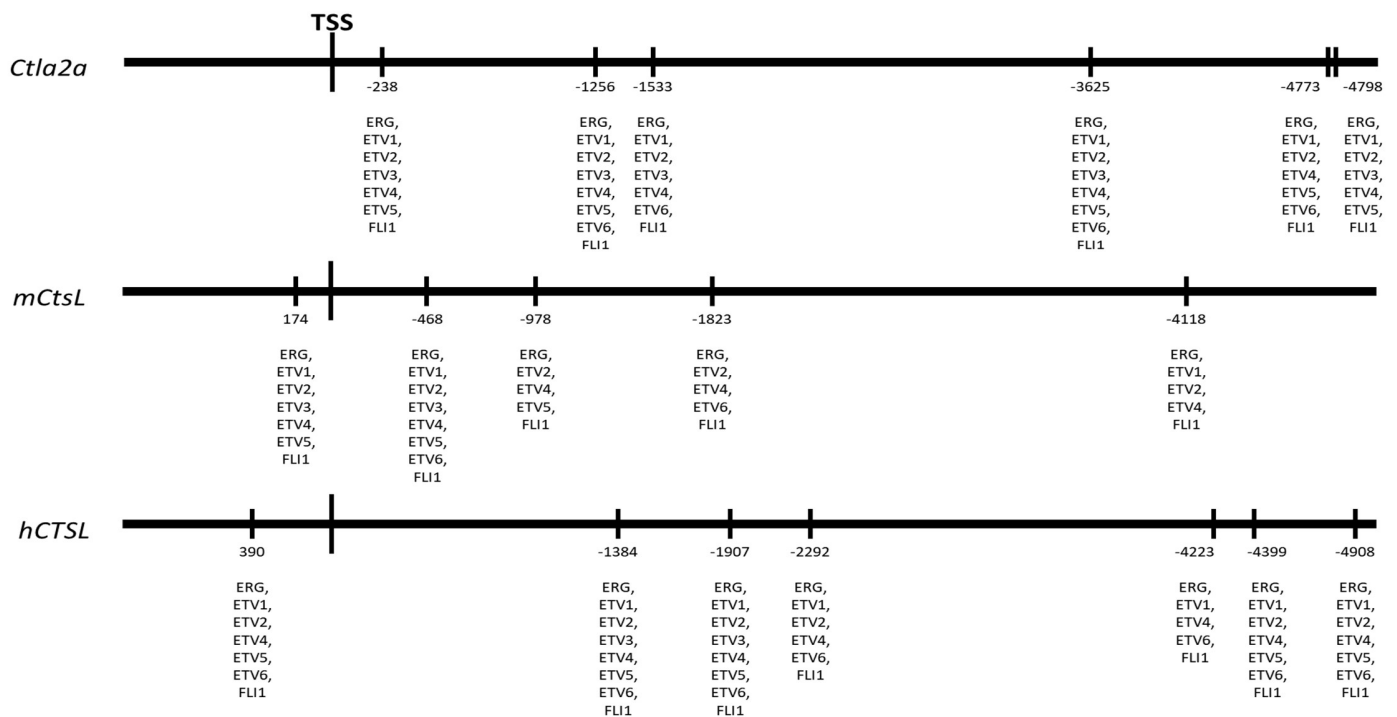 TSS
Ctla2a
-238 -1256 -1533 -3625 -4773 -4798
ERG, ERG, ERG, ERG, ERG, ERG,
ETV1, ETV1, ETV1, ETV1, ETV1, ETV1,
ETV2, ETV2, ETV2, ETV2, ETV2, ETV2,
ETV3, ETV3, ETV3, ETV3, ETV4, ETV3,
ETV4, ETV4, ETV4, ETV4, ETV5, ETV4,
ETV5, ETV5, ETV6, ETV5, ETV6, ETV5,
FLI1 ETV6, FLI1 ETV6, FLI1 FLI1
FLI1 FLI1
mCtsL
174 -468 -978 -1823 -4118
ERG, ERG, ERG, ERG, ERG,
ETV1, ETV1, ETV2, ETV2, ETV1,
ETV2, ETV2, ETV4, ETV4, ETV2,
ETV3, ETV3, ETV5, ETV6, ETV4,
ETV4, ETV4, FLI1 FLI1 FLI1
ETV5, ETV5,
FLI1 ETV6,
FLI1
hCTSL
390 -1384 -1907 -2292 -4223 -4399 -4908
ERG, ERG, ERG, ERG, ERG, ERG, ERG,
ETV1, ETV1, ETV1, ETV1, ETV1, ETV1, ETV1,
ETV2, ETV2, ETV2, ETV2, ETV4, ETV2, ETV2,
ETV4, ETV3, ETV3, ETV4, ETV6, ETV4, ETV4,
ETV5, ETV4, ETV4, ETV6, FLI1 ETV5, ETV5,
ETV6, ETV5, ETV5, FLI1 ETV6, ETV6,
FLI1 ETV6, ETV6, FLI1 FLI1
FLI1 FLI1